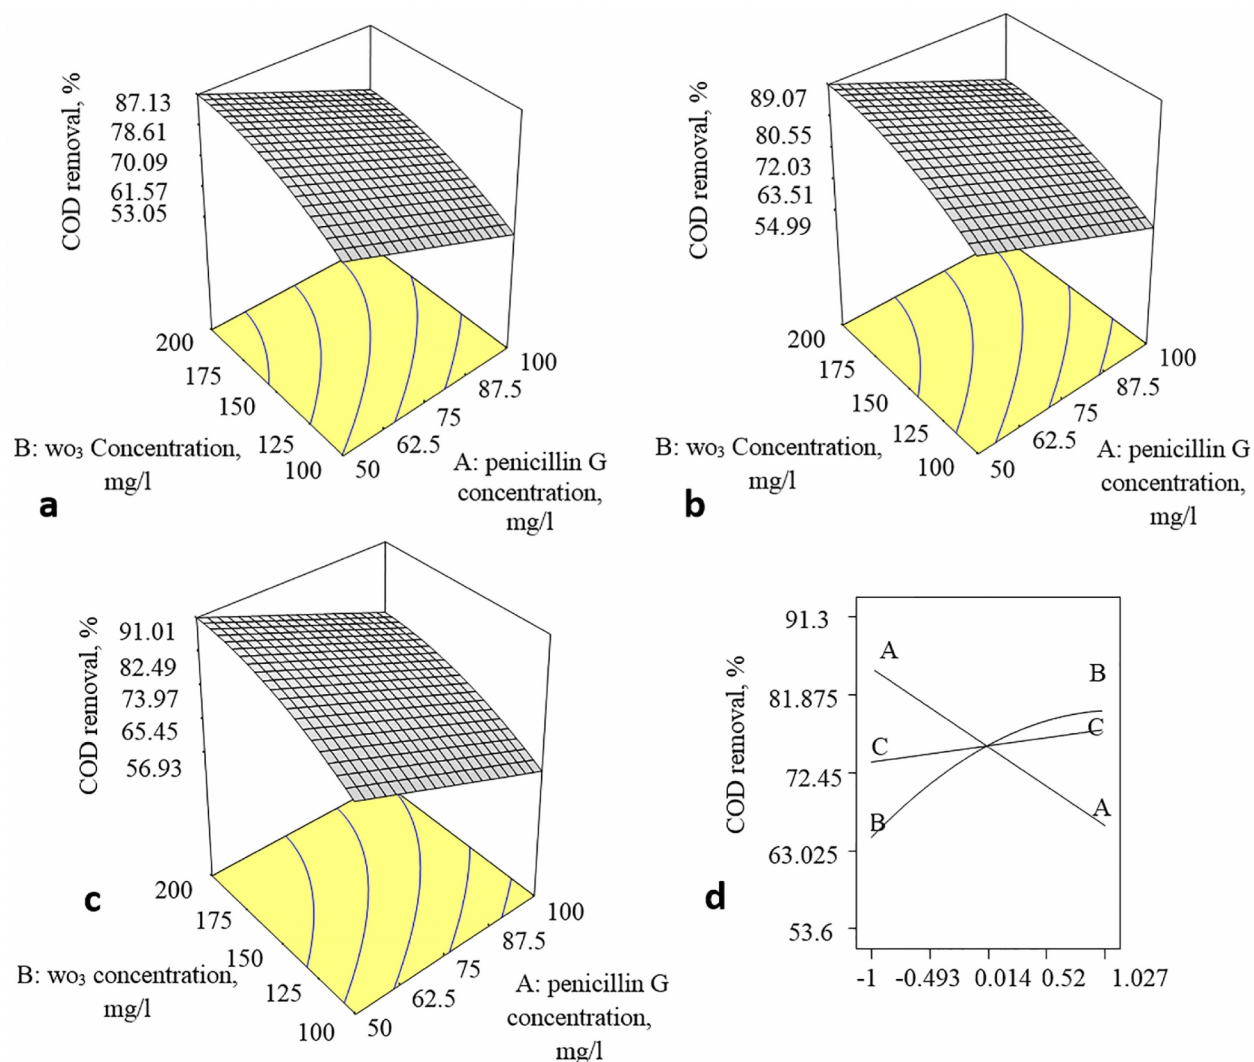 COD removal, %
87.13
78.61
70.09
61.57
53.05
200
175
150
125
100
B: wo₃ Concentration,
mg/l
50
62.5
75
87.5
100
A: penicillin G
concentration,
mg/l
a
COD removal, %
89.07
80.55
72.03
63.51
54.99
200
175
150
125
100
B: wo₃ Concentration,
mg/l
50
62.5
75
87.5
100
A: penicillin G
concentration,
mg/l
b
COD removal, %
91.01
82.49
73.97
65.45
56.93
200
175
150
125
100
B: wo₃ concentration,
mg/l
50
62.5
75
87.5
100
A: penicillin G
concentration,
mg/l
c
COD removal, %
91.3
81.875
72.45
63.025
53.6
A
B
C
C
B
A
-1 -0.493 0.014 0.52 1.027
d